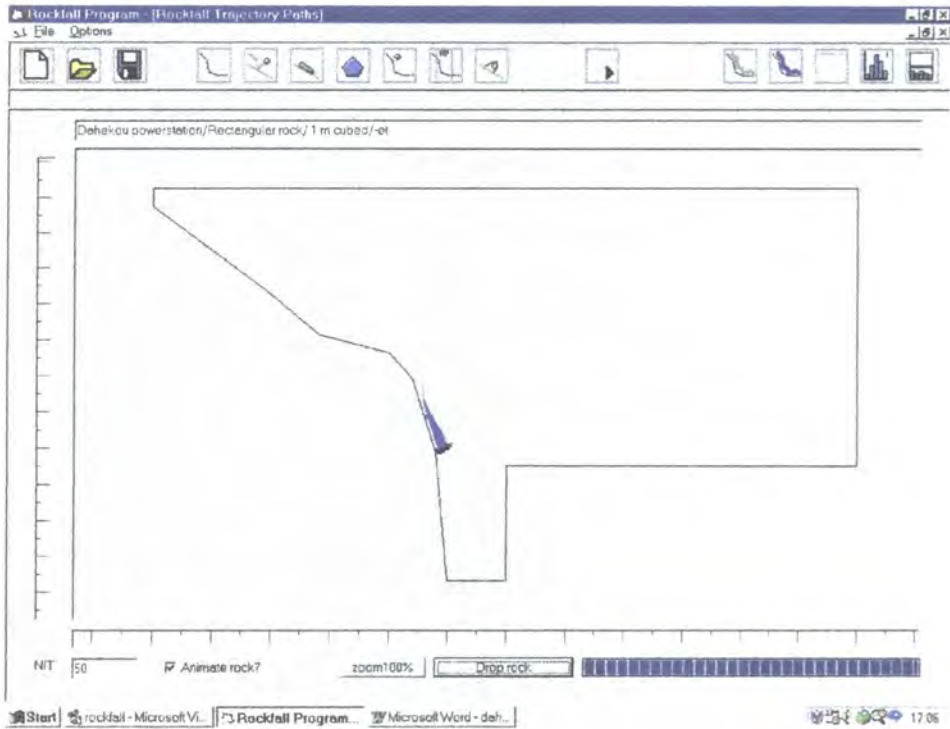 Rockfall Program - [Rockfall Trajectory Paths]
File Options
Dahekou powerstation/Rectangular rock/ 1 m cubed/-et
NIT 50 Animate rock? zoom100% Drop rock
Start rockfall - Microsoft Vi... Rockfall Program... Microsoft Word - dah... 17:06